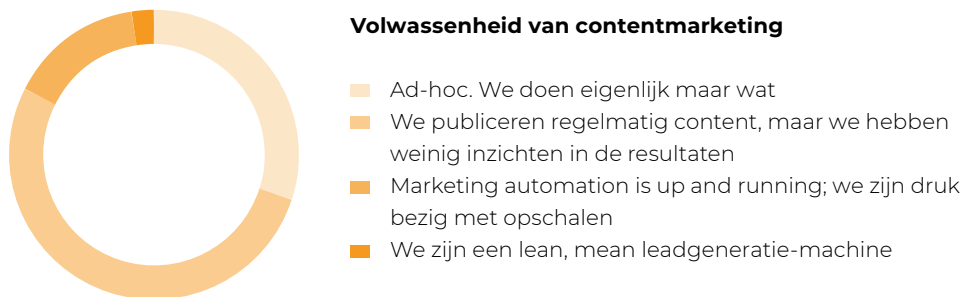 Volwassenheid van contentmarketing
Ad-hoc. We doen eigenlijk maar wat
We publiceren regelmatig content, maar we hebben
weinig inzichten in de resultaten
Marketing automation is up and running; we zijn druk
bezig met opschalen
We zijn een lean, mean leadgeneratie-machine